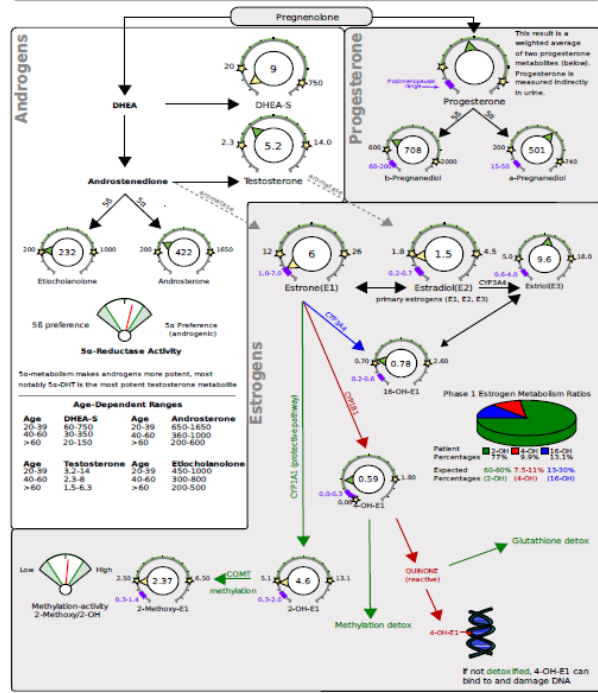 Pregnenolone
Androgens
Progesterone
Estrogens
DHEA
9
20
750
DHEA-S
5.2
2.3
14.0
Testosterone
Androstenedione
aromatase
aromatase
5ß
5α
232
200
1000
Etiocholanolone
422
200
1650
Androsterone
5ß preference
5α Preference
(androgenic)
5α-Reductase Activity
5α-metabolism makes androgens more potent, most
notably 5α-DHT is the most potent testosterone metabolite
Age-Dependent Ranges
Age DHEA-S Age Androsterone
20-39 60-750 20-39 650-1650
40-60 30-350 40-60 360-1000
>60 20-150 >60 200-600
Age Testosterone Age Etiocholanolone
20-39 3.2-14 20-39 450-1000
40-60 2.3-8 40-60 300-800
>60 1.5-6.3 >60 200-500
This result is a
weighted average
of two progesterone
metabolites (below).
Progesterone is
measured indirectly
in urine.
Postmenopausal
range
Progesterone
5ß
5α
708
600
2000
60-200
b-Pregnanediol
501
200
740
15-50
a-Pregnanediol
6
12
26
1.0-7.0
Estrone(E1)
1.5
1.8
4.5
0.2-0.7
Estradiol(E2)
primary estrogens (E1, E2, E3)
CYP3A4
9.6
5.0
18.0
0.6-4.0
Estriol(E3)
CYP3A4
0.78
0.70
2.60
0.2-0.6
16-OH-E1
CYP1B1
CYP1A1 (protective pathway)
0.59
1.80
0.0-0.3
0.00
4-OH-E1
Phase 1 Estrogen Metabolism Ratios
2-OH 4-OH 16-OH
Patient
Percentages 77% 9.9% 13.1%
Expected 60-80% 7.5-11% 13-30%
Percentages (2-OH) (4-OH) (16-OH)
Glutathione detox
QUINONE
(reactive)
Methylation detox
4-OH-E1
If not detoxified, 4-OH-E1 can
bind to and damage DNA
4.6
5.1
13.1
0.3-2.0
2-OH-E1
COMT
methylation
2.37
2.50
6.50
0.3-1.4
2-Methoxy-E1
Low
High
Methylation-activity
2-Methoxy/2-OH